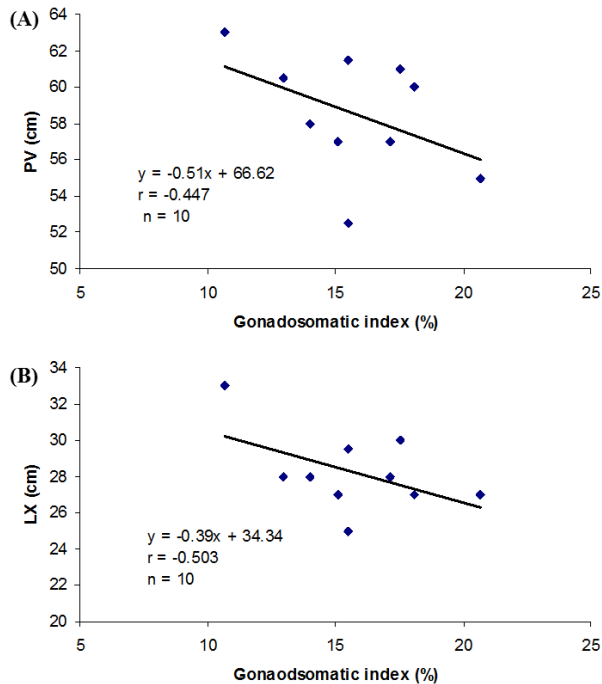 (A)
64
62
60
58
56
54
52
50
PV (cm)
y = -0.51x + 66.62
r = -0.447
n = 10
5
10
15
20
25
Gonadosomatic index (%)
(B)
34
32
30
28
26
24
22
20
LX (cm)
y = -0.39x + 34.34
r = -0.503
n = 10
5
10
15
20
25
Gonaodsomatic index (%)